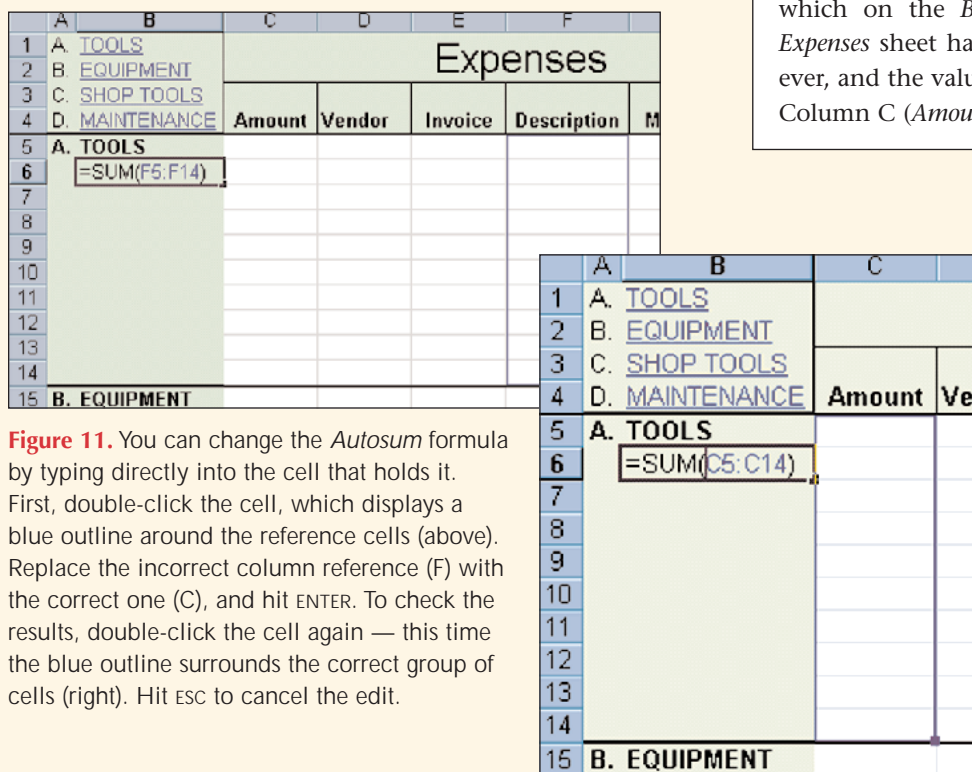 A B C D E F
1 A. TOOLS
2 B. EQUIPMENT
Expenses
3 C. SHOP TOOLS
4 D. MAINTENANCE Amount Vendor Invoice Description M
5 A. TOOLS
6 =SUM(F5:F14)
7
8
9
10
11
12
13
14
15 B. EQUIPMENT
which on the B
Expenses sheet ha
ever, and the valu
Column C (Amou
A B C
1 A. TOOLS
2 B. EQUIPMENT
3 C. SHOP TOOLS
4 D. MAINTENANCE Amount Ve
5 A. TOOLS
6 =SUM(C5:C14)
7
8
9
10
11
12
13
14
15 B. EQUIPMENT
Figure 11. You can change the Autosum formula
by typing directly into the cell that holds it.
First, double-click the cell, which displays a
blue outline around the reference cells (above).
Replace the incorrect column reference (F) with
the correct one (C), and hit ENTER. To check the
results, double-click the cell again — this time
the blue outline surrounds the correct group of
cells (right). Hit ESC to cancel the edit.